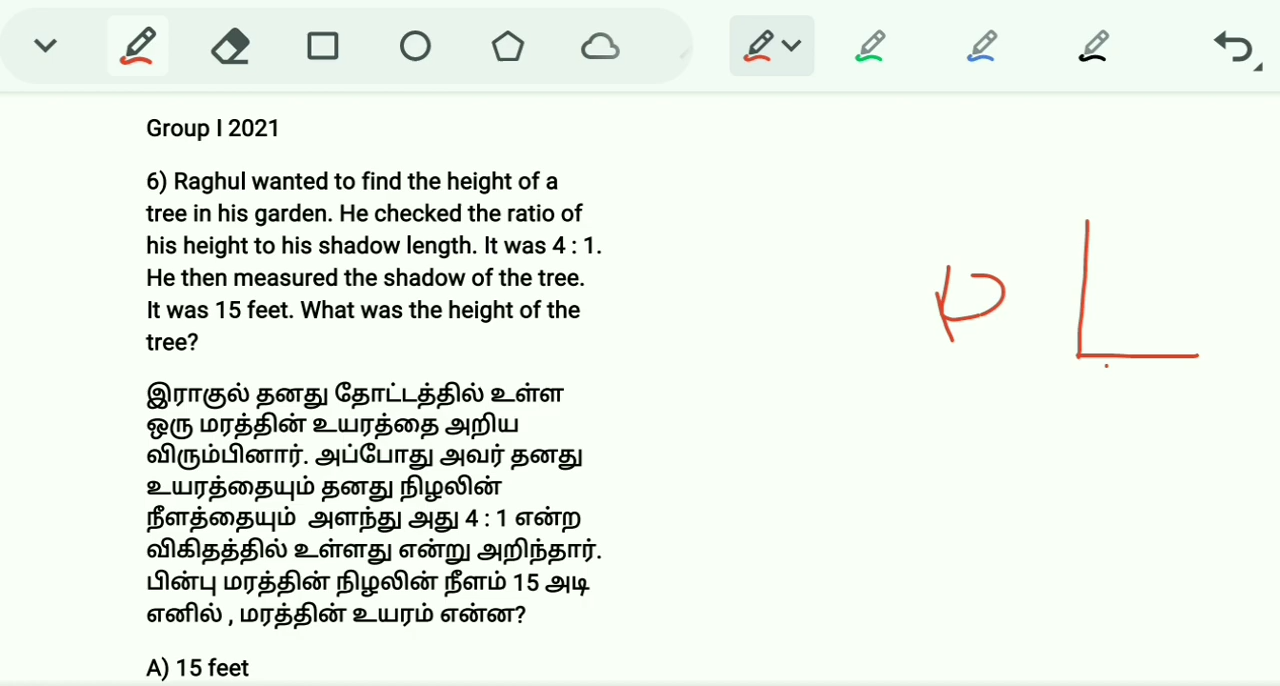 Group I 2021
6) Raghul wanted to find the height of a
tree in his garden. He checked the ratio of
his height to his shadow length. It was 4 : 1.
He then measured the shadow of the tree.
It was 15 feet. What was the height of the
tree?
இராகுல் தனது தோட்டத்தில் உள்ள
ஒரு மரத்தின் உயரத்தை அறிய
விரும்பினார். அப்போது அவர் தனது
உயரத்தையும் தனது நிழலின்
நீளத்தையும் அளந்து அது 4 : 1 என்ற
விகிதத்தில் உள்ளது என்று அறிந்தார்.
பின்பு மரத்தின் நிழலின் நீளம் 15 அடி
எனில் , மரத்தின் உயரம் என்ன?
A) 15 feet